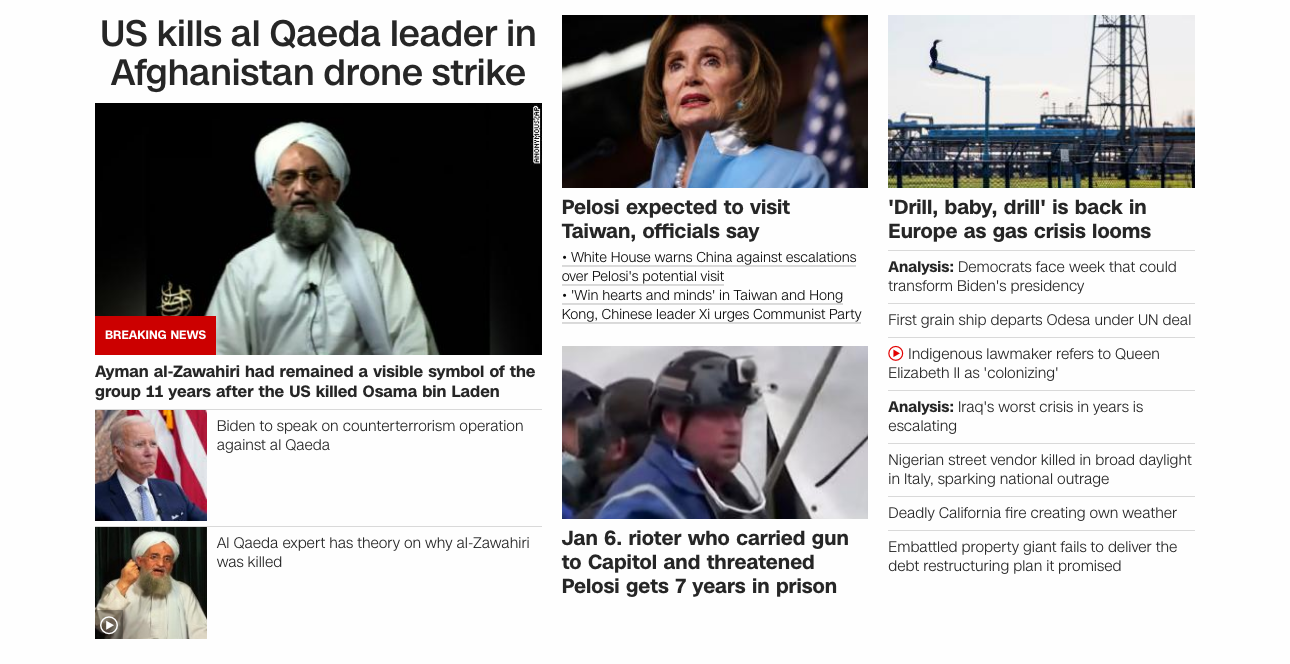 US kills al Qaeda leader in
Afghanistan drone strike
ANONYMOUS/AP
BREAKING NEWS
Ayman al-Zawahiri had remained a visible symbol of the
group 11 years after the US killed Osama bin Laden
Biden to speak on counterterrorism operation
against al Qaeda
Al Qaeda expert has theory on why al-Zawahiri
was killed
Pelosi expected to visit
Taiwan, officials say
• White House warns China against escalations
over Pelosi's potential visit
• 'Win hearts and minds' in Taiwan and Hong
Kong, Chinese leader Xi urges Communist Party
Jan 6. rioter who carried gun
to Capitol and threatened
Pelosi gets 7 years in prison
'Drill, baby, drill' is back in
Europe as gas crisis looms
Analysis: Democrats face week that could
transform Biden's presidency
First grain ship departs Odesa under UN deal
Indigenous lawmaker refers to Queen
Elizabeth II as 'colonizing'
Analysis: Iraq's worst crisis in years is
escalating
Nigerian street vendor killed in broad daylight
in Italy, sparking national outrage
Deadly California fire creating own weather
Embattled property giant fails to deliver the
debt restructuring plan it promised